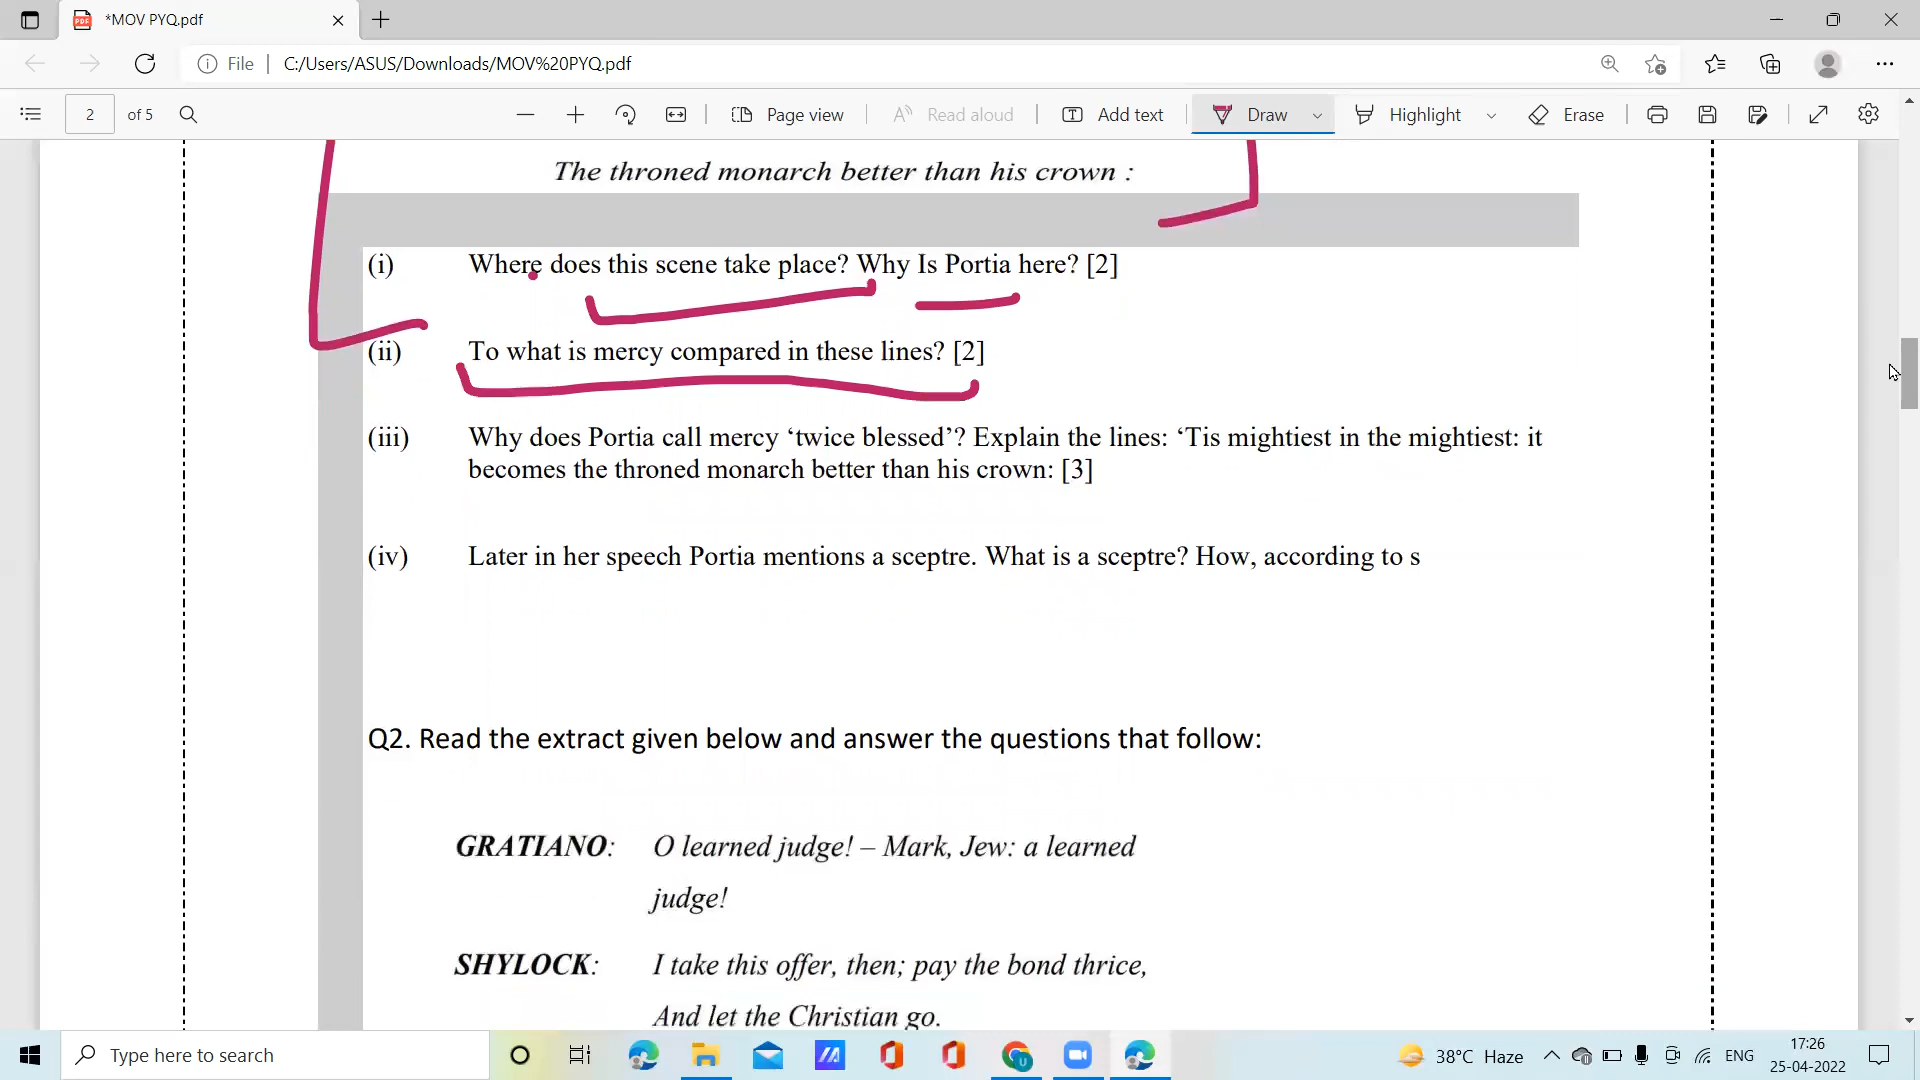 *MOV PYQ.pdf
File | C:/Users/ASUS/Downloads/MOV%20PYQ.pdf
2 of 5 Page view Read aloud Add text Draw Highlight Erase
The throned monarch better than his crown :
(i) Where does this scene take place? Why Is Portia here? [2]
(ii) To what is mercy compared in these lines? [2]
(iii) Why does Portia call mercy ‘twice blessed’? Explain the lines: ‘Tis mightiest in the mightiest: it
becomes the throned monarch better than his crown: [3]
(iv) Later in her speech Portia mentions a sceptre. What is a sceptre? How, according to s
Q2. Read the extract given below and answer the questions that follow:
GRATIANO: O learned judge! – Mark, Jew: a learned
judge!
SHYLOCK: I take this offer, then; pay the bond thrice,
And let the Christian go.
Type here to search 38°C Haze ENG 17:26
25-04-2022